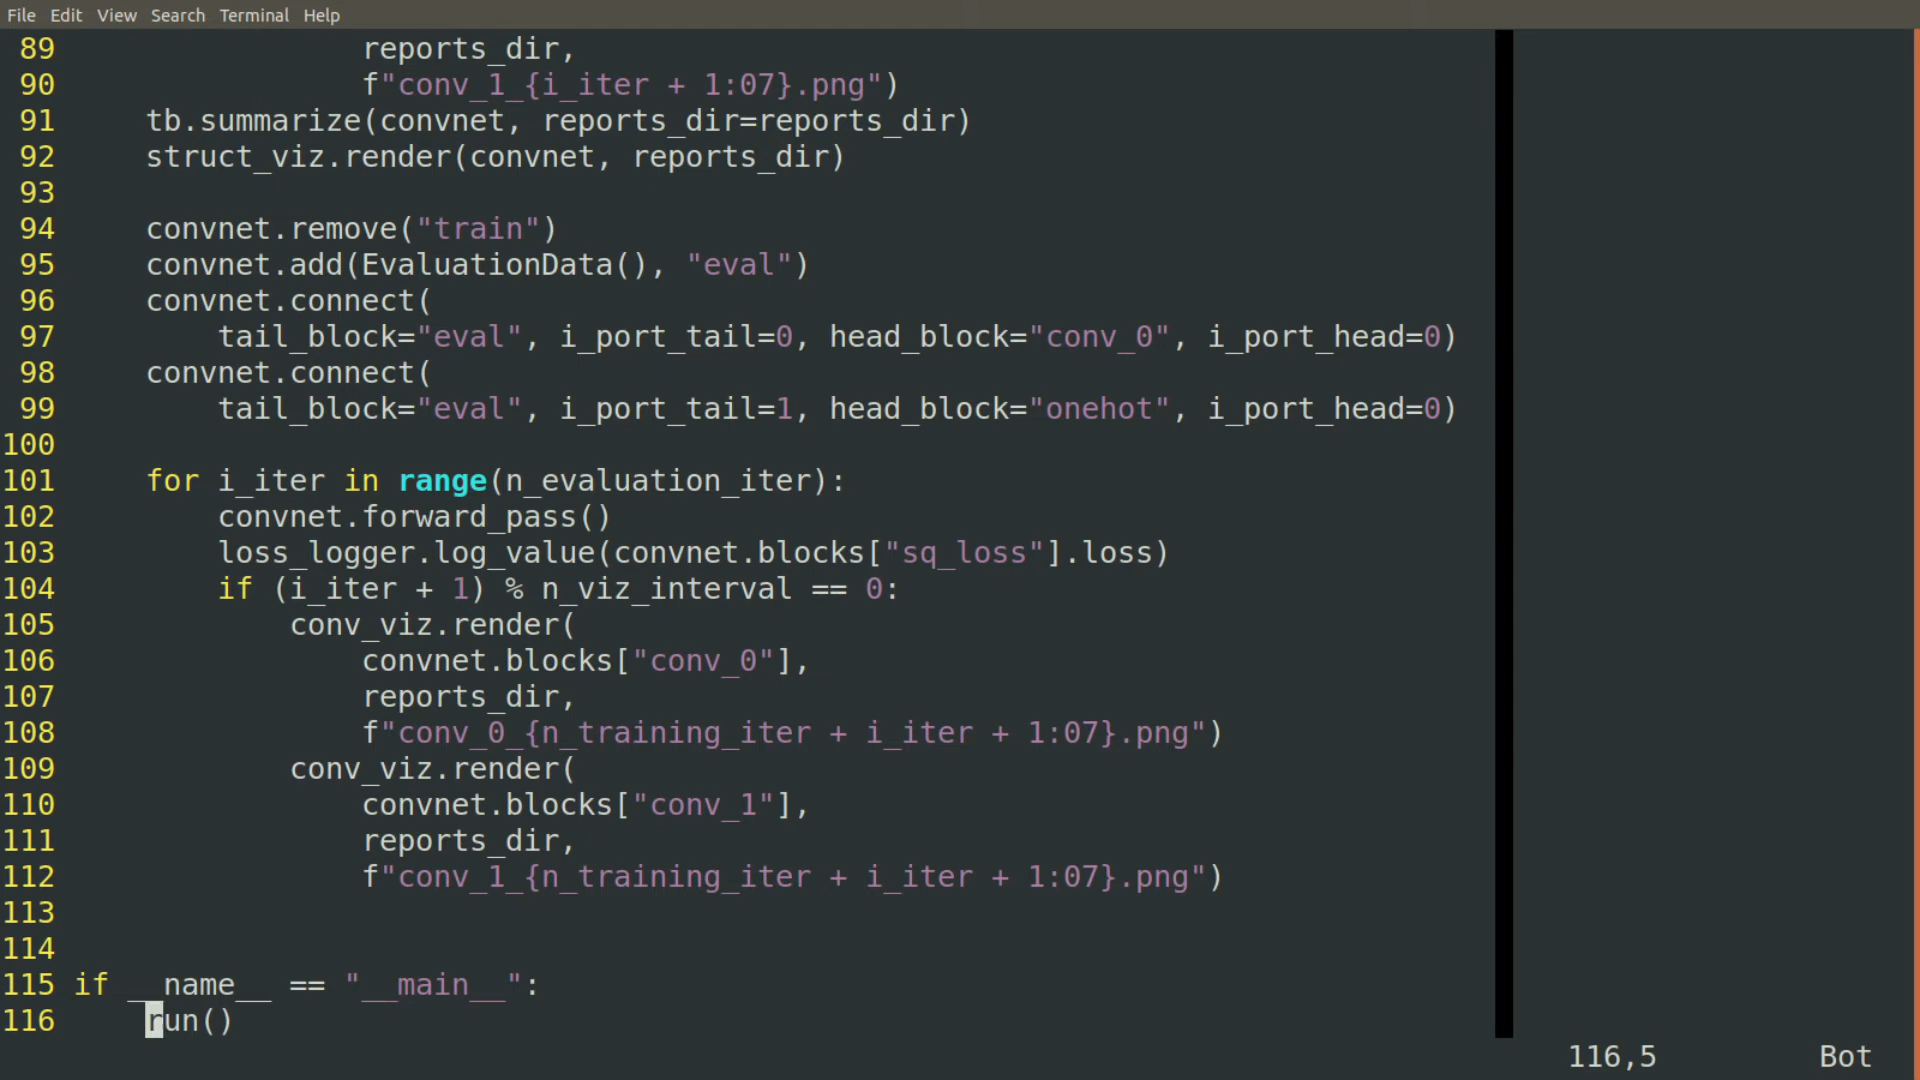 File Edit View Search Terminal Help
89                 reports_dir,
90                 f"conv_1_{i_iter + 1:07}.png")
91     tb.summarize(convnet, reports_dir=reports_dir)
92     struct_viz.render(convnet, reports_dir)
93
94     convnet.remove("train")
95     convnet.add(EvaluationData(), "eval")
96     convnet.connect(
97         tail_block="eval", i_port_tail=0, head_block="conv_0", i_port_head=0)
98     convnet.connect(
99         tail_block="eval", i_port_tail=1, head_block="onehot", i_port_head=0)
100
101     for i_iter in range(n_evaluation_iter):
102         convnet.forward_pass()
103         loss_logger.log_value(convnet.blocks["sq_loss"].loss)
104         if (i_iter + 1) % n_viz_interval == 0:
105             conv_viz.render(
106                 convnet.blocks["conv_0"],
107                 reports_dir,
108                 f"conv_0_{n_training_iter + i_iter + 1:07}.png")
109             conv_viz.render(
110                 convnet.blocks["conv_1"],
111                 reports_dir,
112                 f"conv_1_{n_training_iter + i_iter + 1:07}.png")
113
114
115 if __name__ == "__main__":
116     run()
116,5 Bot